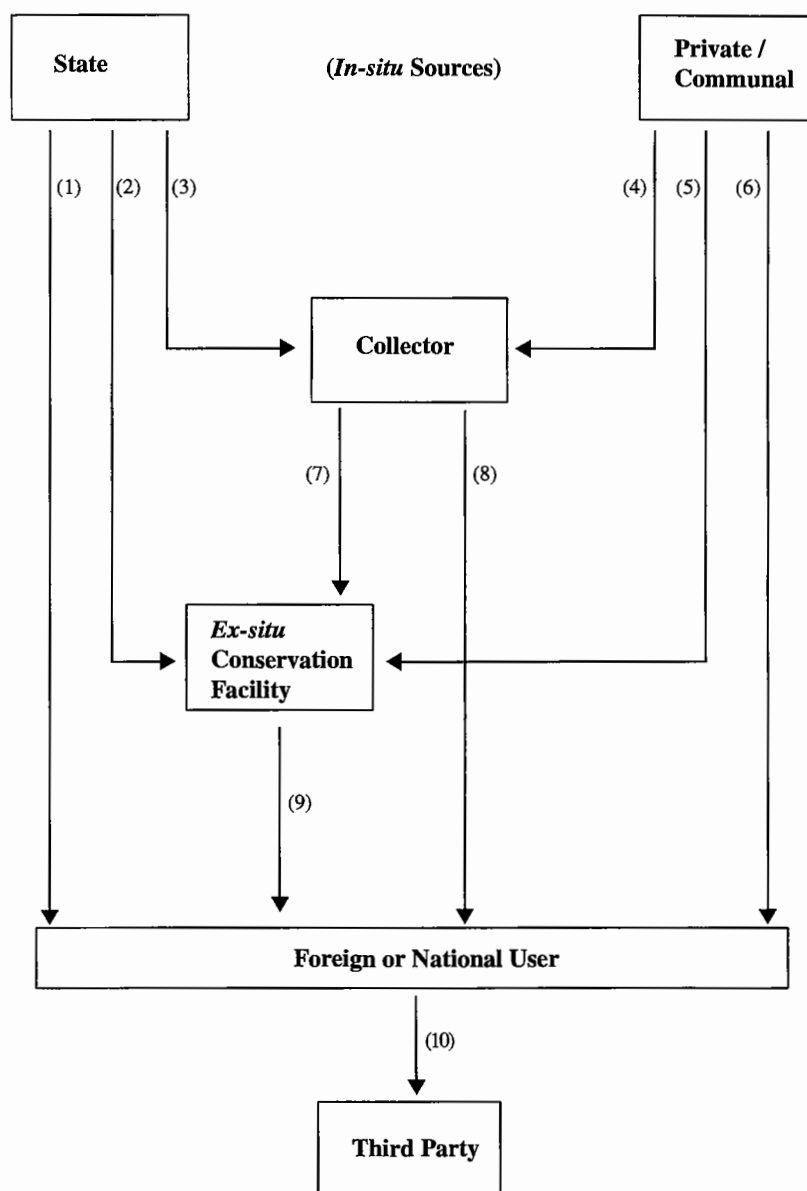 State
(In-situ Sources)
Private /
Communal
(1)
(2)
(3)
(4)
(5)
(6)
Collector
(7)
(8)
Ex-situ
Conservation
Facility
(9)
Foreign or National User
(10)
Third Party